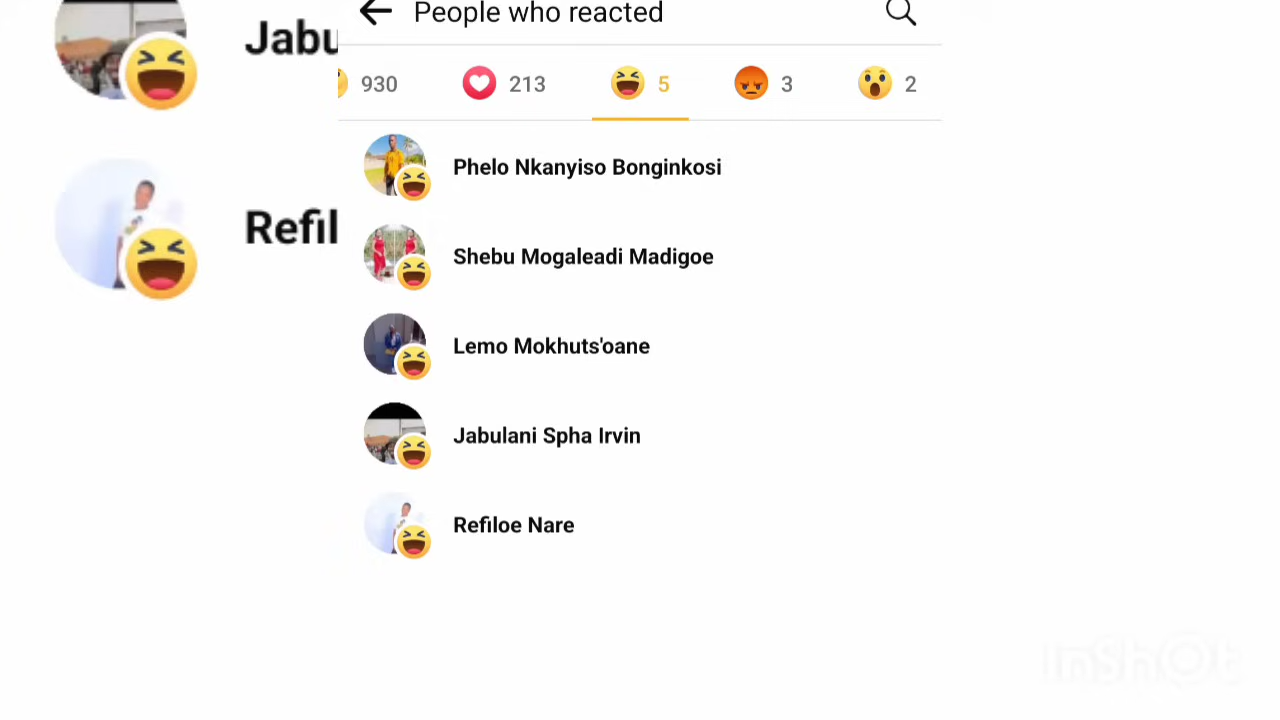 People who reacted
930 213 5 3 2
Phelo Nkanyiso Bonginkosi
Shebu Mogaleadi Madigoe
Lemo Mokhuts'oane
Jabulani Spha Irvin
Refiloe Nare
Jabu
Refil
InShOt